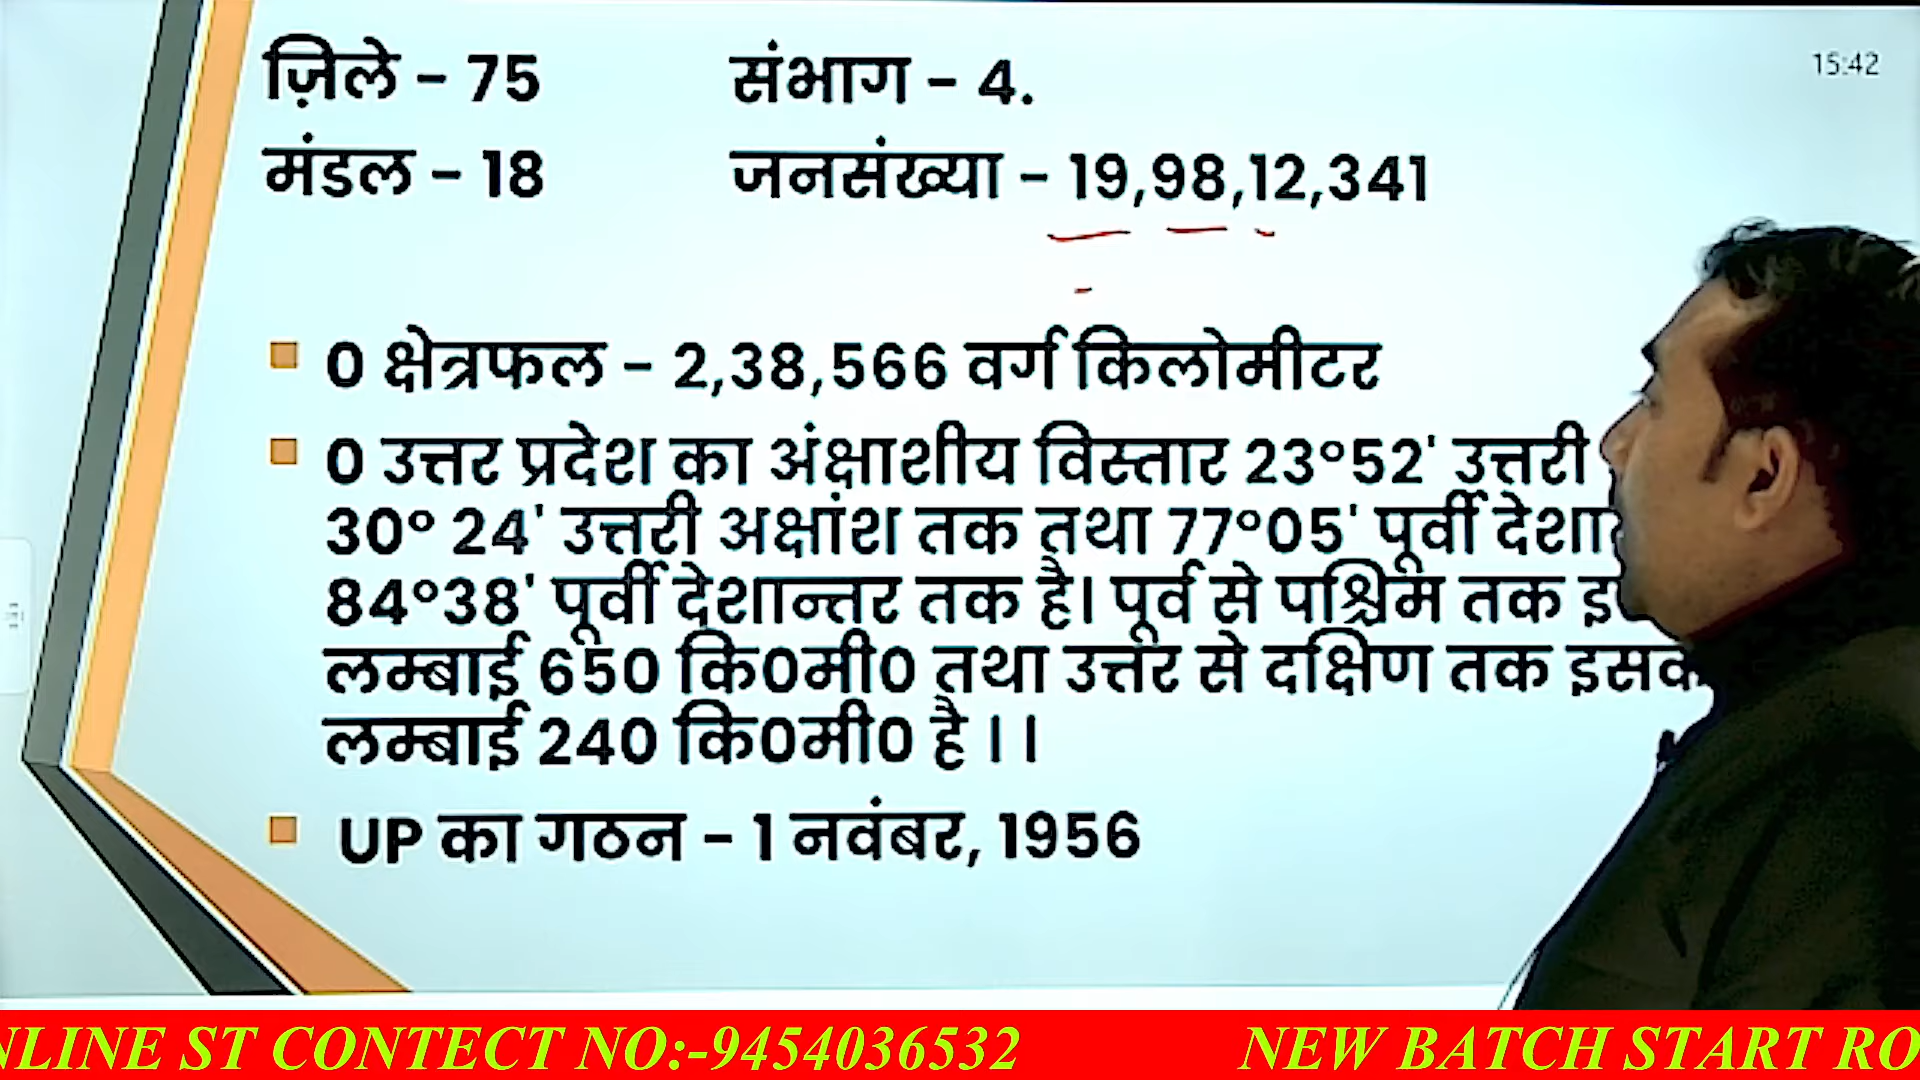 ज़िले - 75
संभाग - 4.
15:42
मंडल - 18
जनसंख्या - 19,98,12,341
0 क्षेत्रफल - 2,38,566 वर्ग किलोमीटर
0 उत्तर प्रदेश का अंक्षाशीय विस्तार 23°52' उत्तरी
30° 24' उत्तरी अक्षांश तक तथा 77°05' पूर्वी
84°38' पूर्वी देशान्तर तक है। पूर्व से पश्चिम तक
लम्बाई 650 कि0मी0 तथा उत्तर से दक्षिण तक
लम्बाई 240 कि0मी0 है ।।
UP का गठन - 1 नवंबर, 1956
NLINE ST CONTECT NO:-9454036532 NEW BATCH START RO